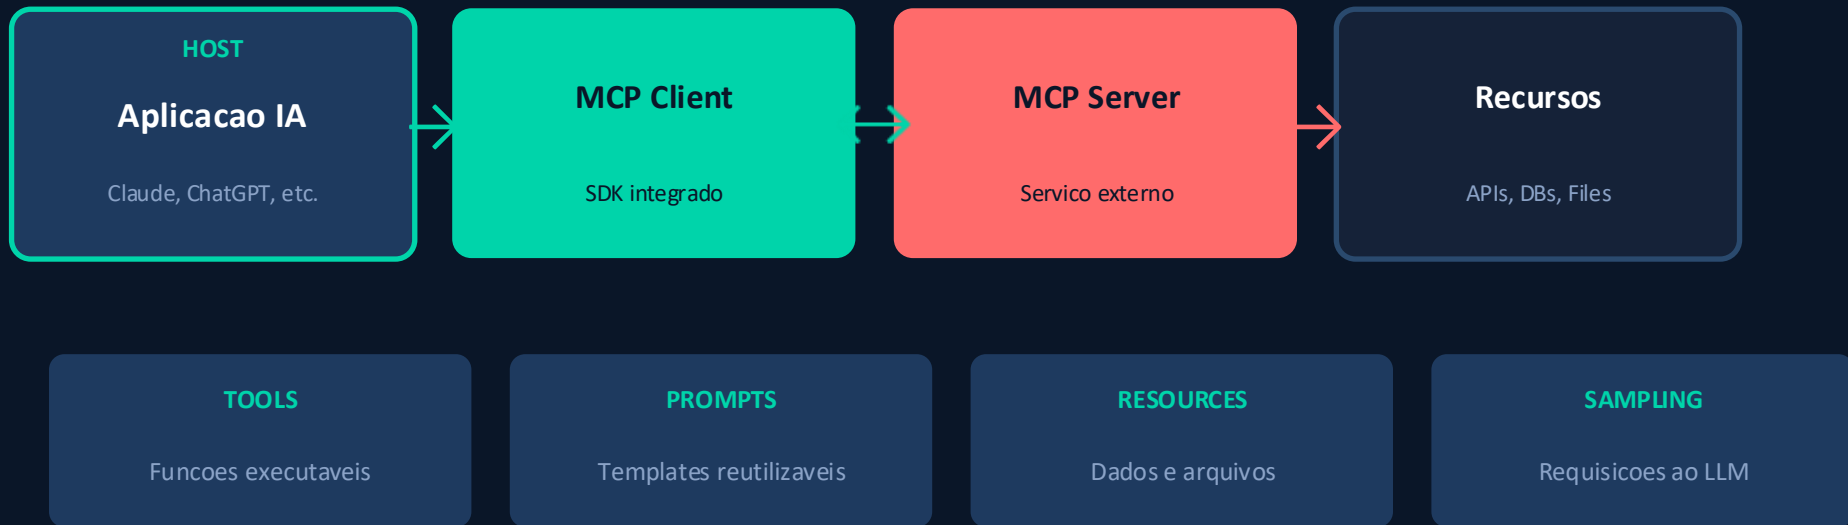 HOST
Aplicacao IA
Claude, ChatGPT, etc.
MCP Client
SDK integrado
MCP Server
Servico externo
Recursos
APIs, DBs, Files
TOOLS
Funcoes executaveis
PROMPTS
Templates reutilizaveis
RESOURCES
Dados e arquivos
SAMPLING
Requisicoes ao LLM